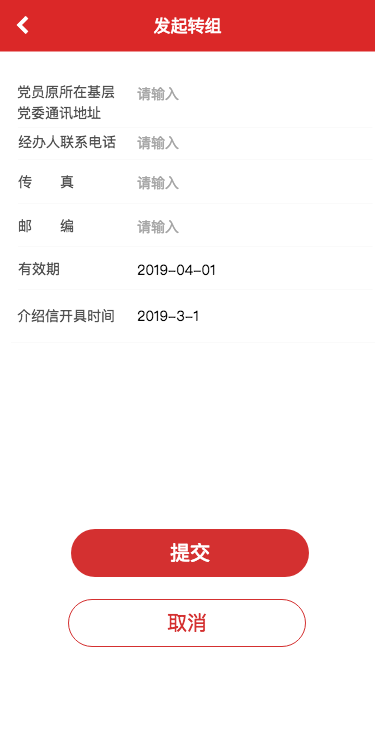 发起转组
党员原所在基层 请输入
党委通讯地址
经办人联系电话 请输入
传 真 请输入
邮 编 请输入
有效期 2019-04-01
介绍信开具时间 2019-3-1
提交
取消